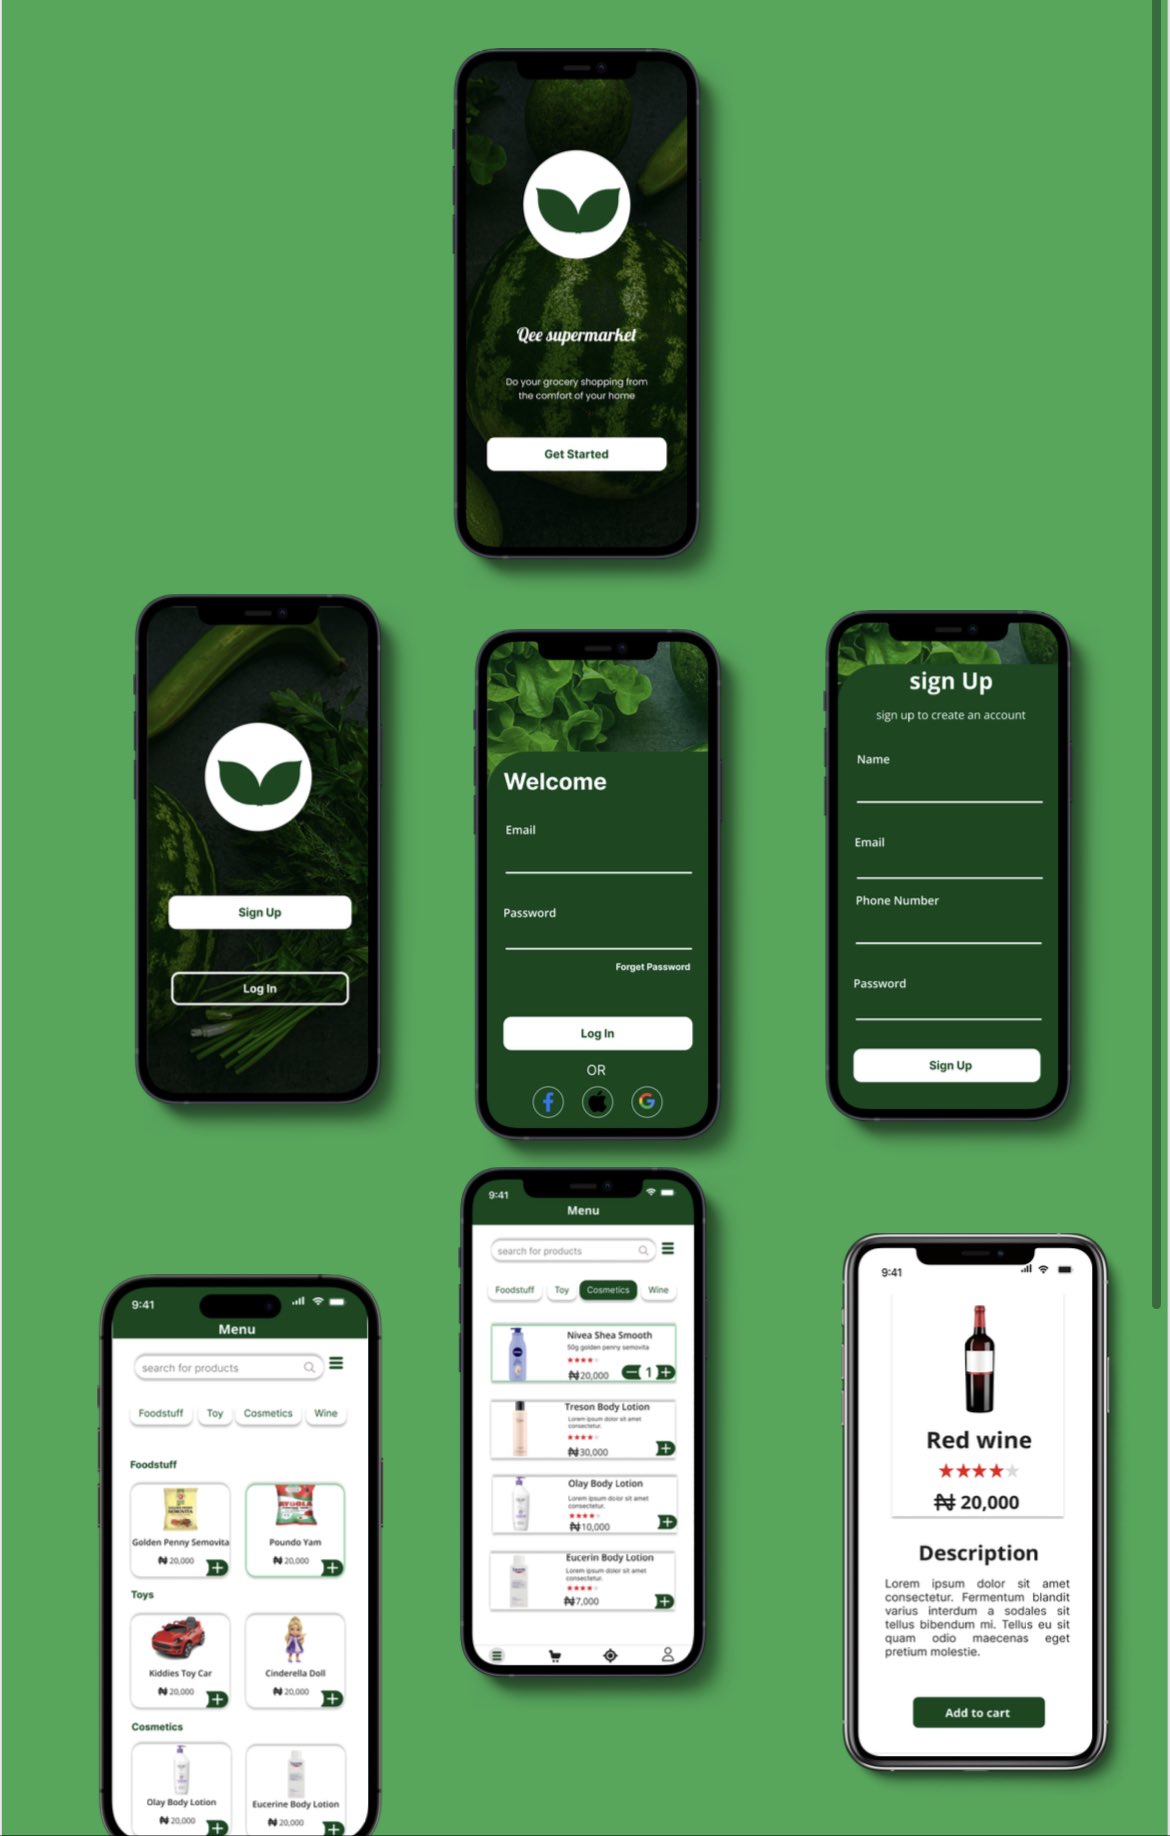 Qee supermarket
Do your grocery shopping from
the comfort of your home
Get Started
Sign Up
Log In
Welcome
Email
Password
Forget Password
Log In
OR
sign Up
sign up to create an account
Name
Email
Phone Number
Password
Sign Up
9:41
Menu
search for products
Foodstuff Toy Cosmetics Wine
Foodstuff
Golden Penny Semovita
₦ 20,000
Poundo Yam
₦ 20,000
Toys
Kiddies Toy Car
₦ 20,000
Cinderella Doll
₦ 20,000
Cosmetics
Olay Body Lotion
₦ 20,000
Eucerine Body Lotion
₦ 20,000
9:41
Menu
search for products
Foodstuff Toy Cosmetics Wine
Nivea Shea Smooth
50g golden penny semovita
₦20,000
1
Treson Body Lotion
Lorem ipsum dolor sit amet
consectetur.
₦30,000
Olay Body Lotion
Lorem ipsum dolor sit amet
consectetur.
₦10,000
Eucerin Body Lotion
Lorem ipsum dolor sit amet
consectetur.
₦7,000
9:41
Red wine
₦ 20,000
Description
Lorem ipsum dolor sit amet
consectetur. Fermentum blandit
varius interdum a sodales sit
tellus bibendum mi. Tellus eu sit
quam odio maecenas eget
pretium molestie.
Add to cart